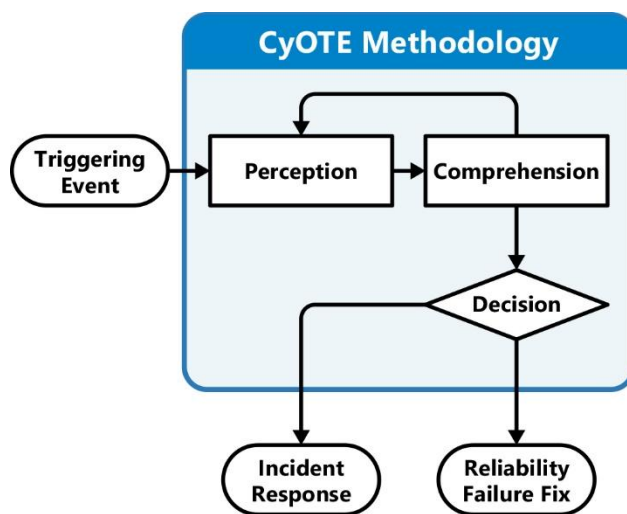 CyOTE Methodology
Triggering
Event
Perception
Comprehension
Decision
Incident
Response
Reliability
Failure Fix